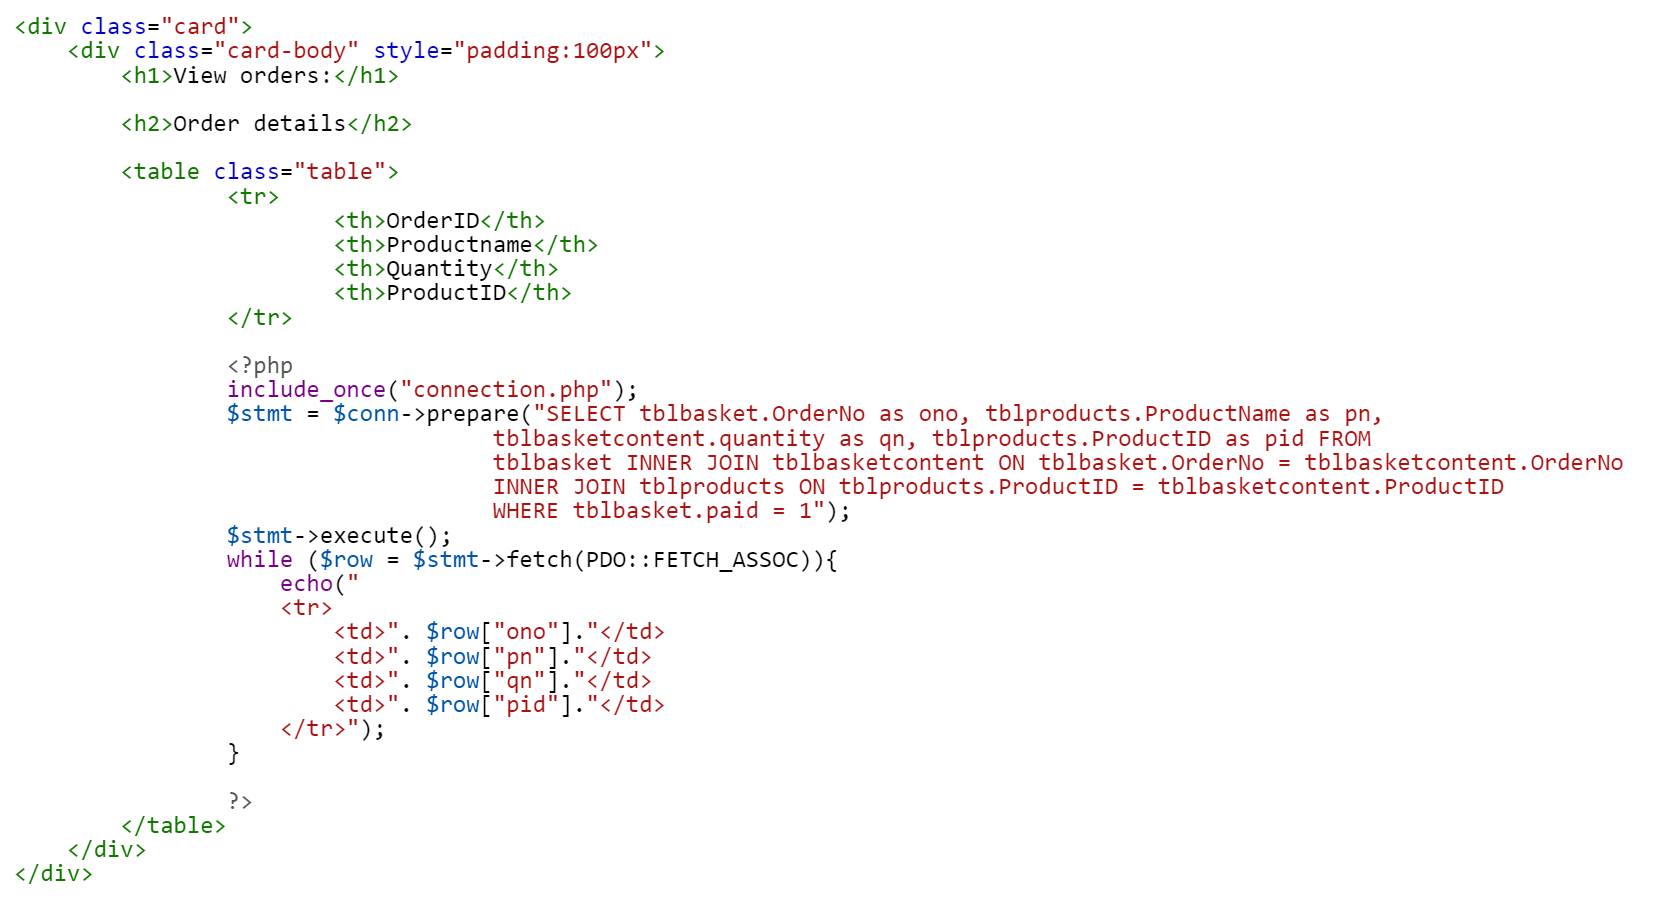 <div class="card">
    <div class="card-body" style="padding:100px">
        <h1>View orders:</h1>

        <h2>Order details</h2>

        <table class="table">
                <tr>
                        <th>OrderID</th>
                        <th>Productname</th>
                        <th>Quantity</th>
                        <th>ProductID</th>
                </tr>

                <?php
                include_once("connection.php");
                $stmt = $conn->prepare("SELECT tblbasket.OrderNo as ono, tblproducts.ProductName as pn,
                                    tblbasketcontent.quantity as qn, tblproducts.ProductID as pid FROM
                                    tblbasket INNER JOIN tblbasketcontent ON tblbasket.OrderNo = tblbasketcontent.OrderNo
                                    INNER JOIN tblproducts ON tblproducts.ProductID = tblbasketcontent.ProductID
                                    WHERE tblbasket.paid = 1");
                $stmt->execute();
                while ($row = $stmt->fetch(PDO::FETCH_ASSOC)){
                    echo("
                    <tr>
                        <td>". $row["ono"]."</td>
                        <td>". $row["pn"]."</td>
                        <td>". $row["qn"]."</td>
                        <td>". $row["pid"]."</td>
                    </tr>");
                }

                ?>
        </table>
    </div>
</div>